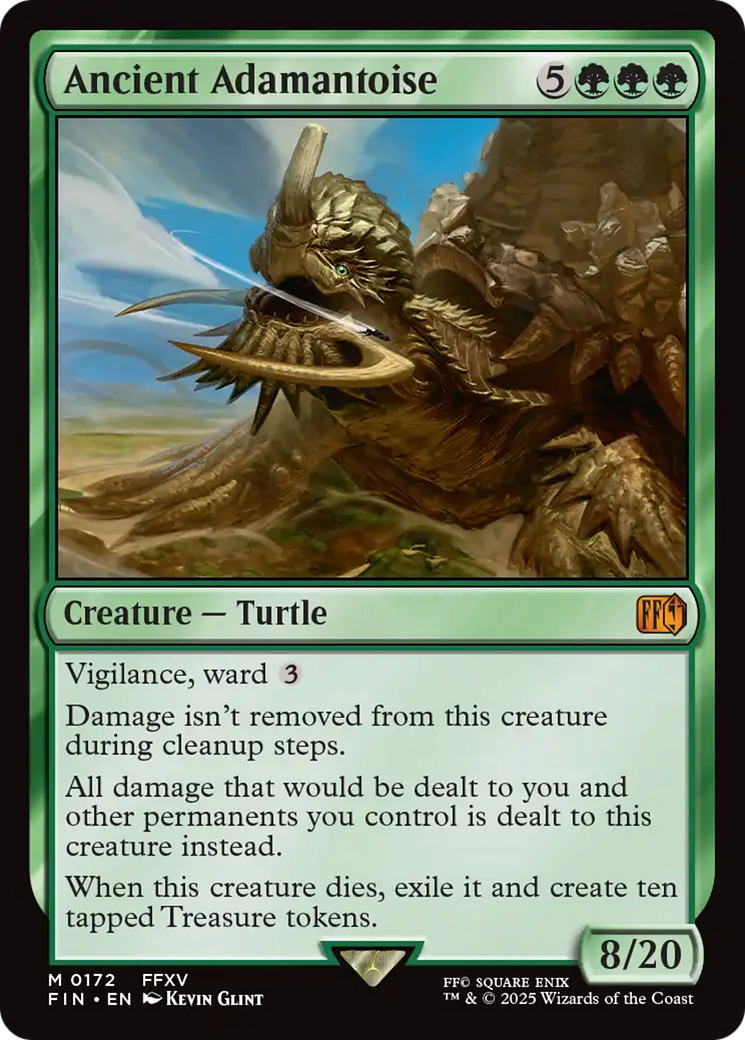 Ancient Adamantoise 5
Creature — Turtle FF
Vigilance, ward 3
Damage isn't removed from this creature
during cleanup steps.
All damage that would be dealt to you and
other permanents you control is dealt to this
creature instead.
When this creature dies, exile it and create ten
tapped Treasure tokens.
8/20
M 0172 FFXV
FIN • EN Kevin Glint
FF© SQUARE ENIX
™ & © 2025 Wizards of the Coast